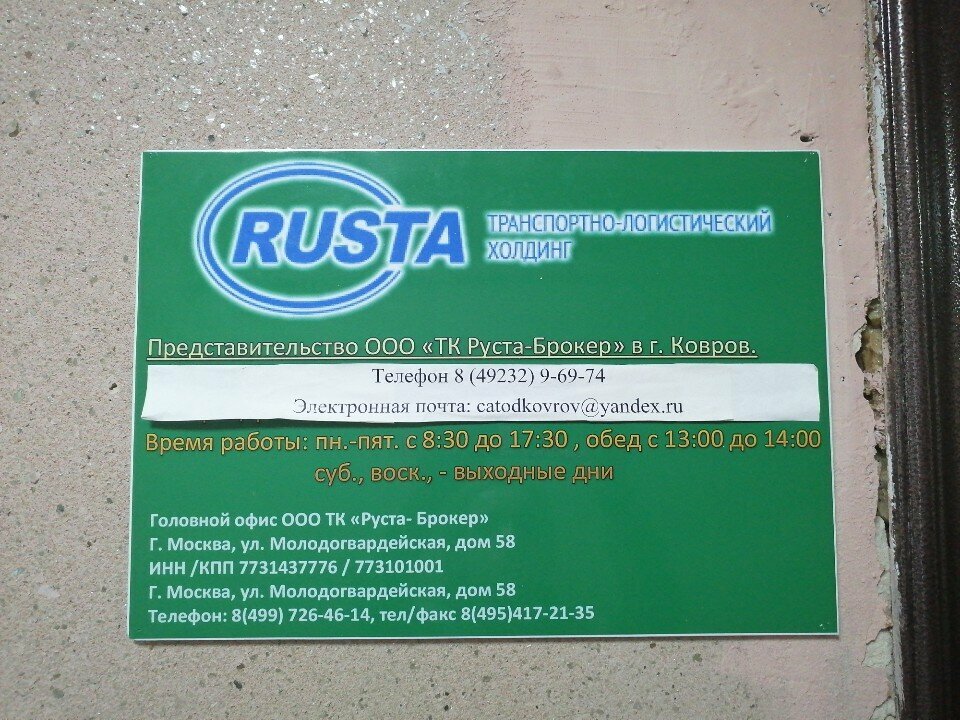 RUSTA
ТРАНСПОРТНО-ЛОГИСТИЧЕСКИЙ
ХОЛДИНГ
Представительство ООО «ТК Руста-Брокер» в г. Ковров.
Телефон 8 (49232) 9-69-74
Электронная почта: catodkovrov@yandex.ru
Время работы: пн.-пят. с 8:30 до 17:30 , обед с 13:00 до 14:00
суб., воск., - выходные дни
Головной офис ООО ТК «Руста- Брокер»
Г. Москва, ул. Молодогвардейская, дом 58
ИНН /КПП 7731437776 / 773101001
Г. Москва, ул. Молодогвардейская, дом 58
Телефон: 8(499) 726-46-14, тел/факс 8(495)417-21-35